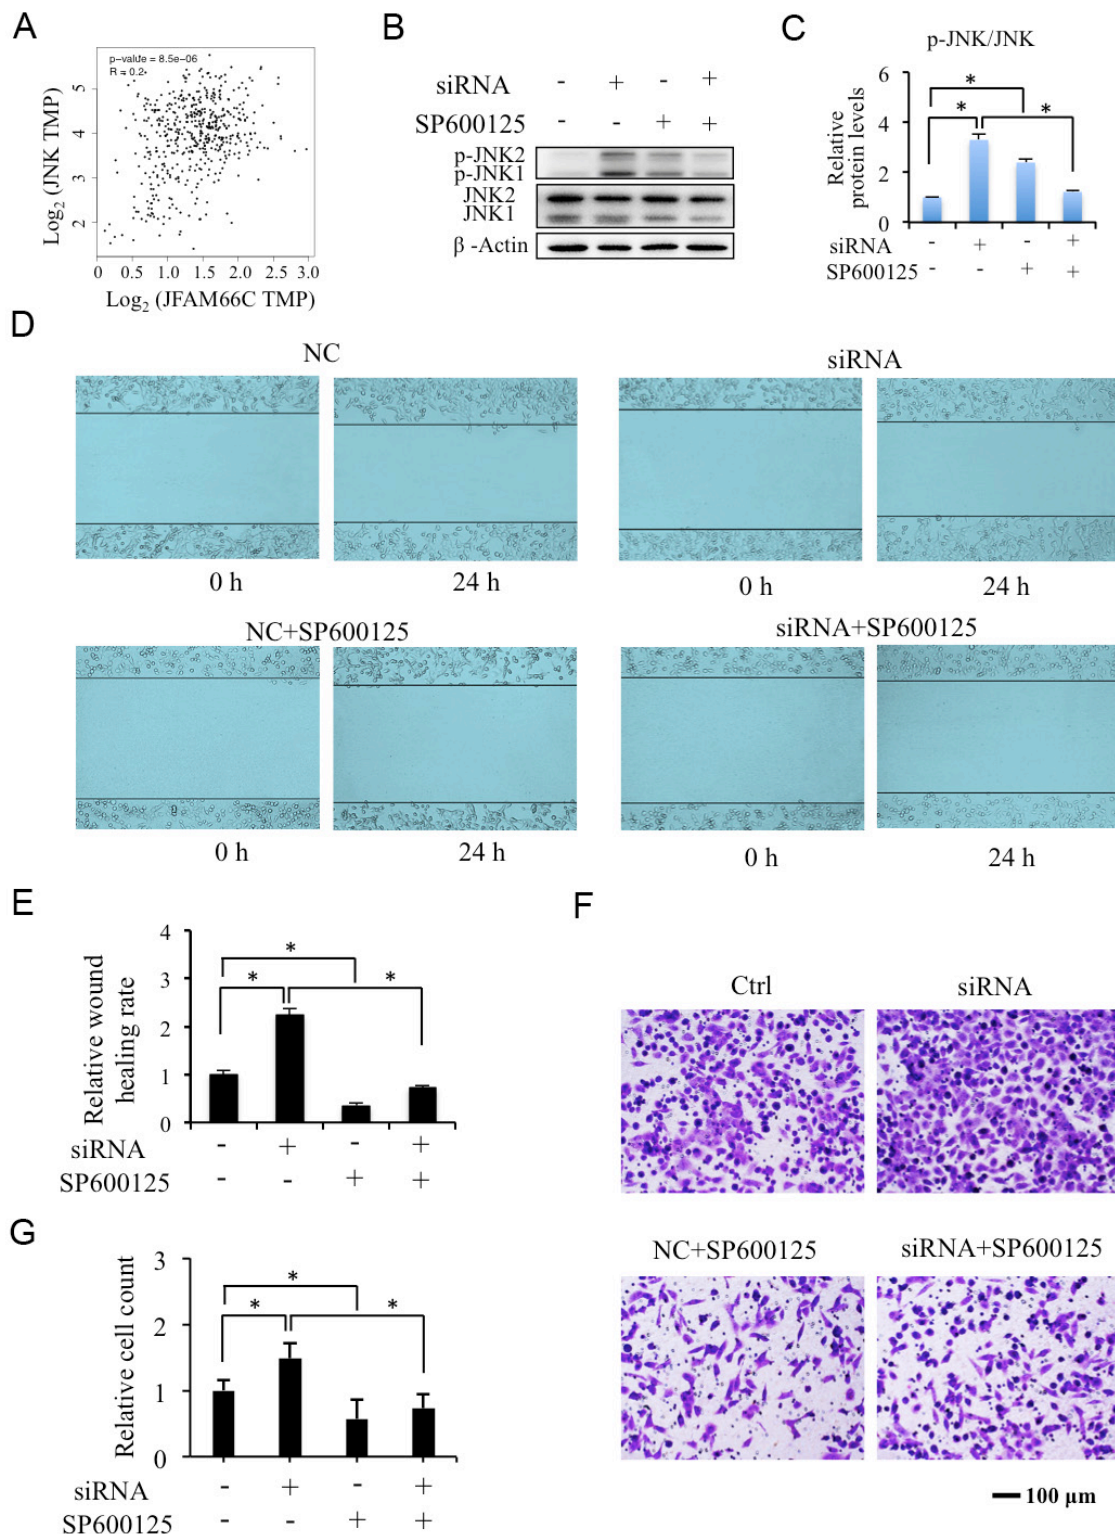 A
p-value = 8.5e-06
R = 0.2
5
4
3
2
Log2 (JNK TMP)
0 0.5 1.0 1.5 2.0 2.5 3.0
Log2 (JFAM66C TMP)
B
siRNA - + - +
SP600125 - - + +
p-JNK2
p-JNK1
JNK2
JNK1
β -Actin
C
p-JNK/JNK
Relative
protein levels
6
4
2
0
* * *
siRNA - + - +
SP600125 - - + +
D
NC
siRNA
0 h
24 h
0 h
24 h
NC+SP600125
siRNA+SP600125
0 h
24 h
0 h
24 h
E
Relative wound
healing rate
4
3
2
1
0
* * *
siRNA - + - +
SP600125 - - + +
F
Ctrl
siRNA
NC+SP600125
siRNA+SP600125
100 µm
G
Relative cell count
3
2
1
0
* * *
siRNA - + - +
SP600125 - - + +